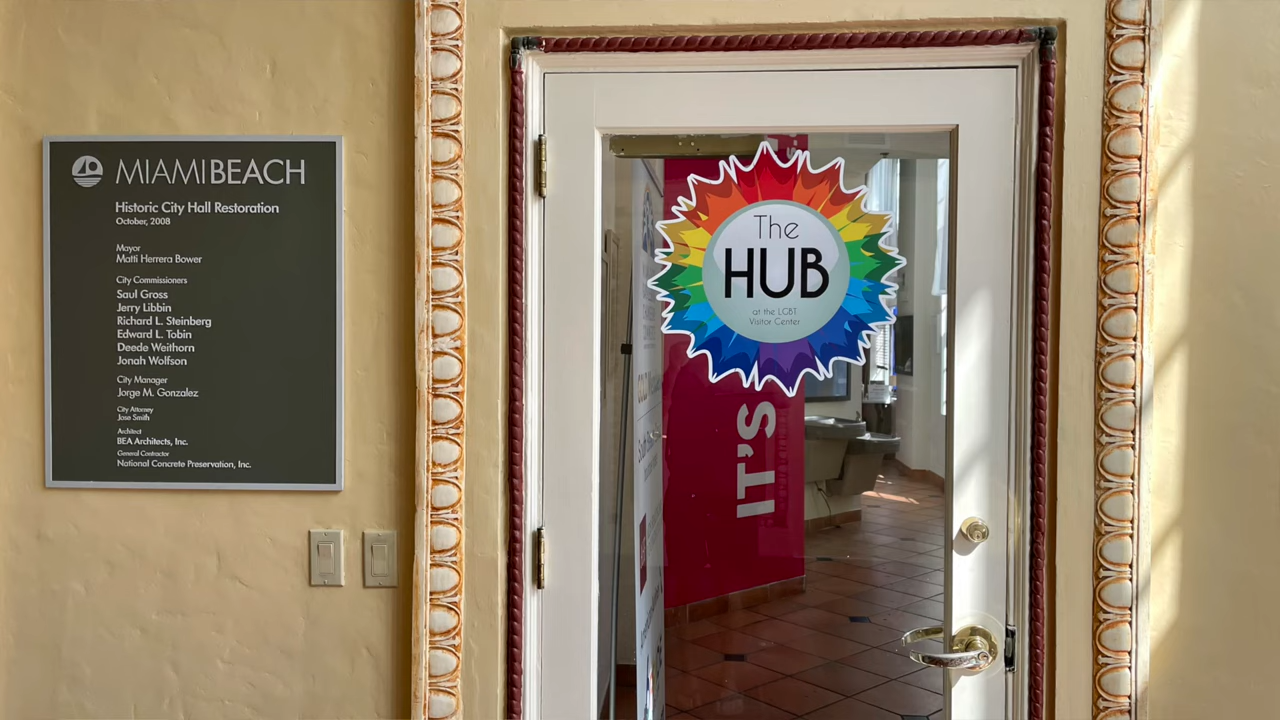 MIAMIBEACH
Historic City Hall Restoration
October, 2008
Mayor
Matti Herrera Bower
City Commissioners
Saul Gross
Jerry Libbin
Richard L. Steinberg
Edward L. Tobin
Deede Weithorn
Jonah Wolfson
City Manager
Jorge M. Gonzalez
City Attorney
Jose Smith
Architect
BEA Architects, Inc.
General Contractor
National Concrete Preservation, Inc.
The
HUB
at the LGBT
Visitor Center
IT'S